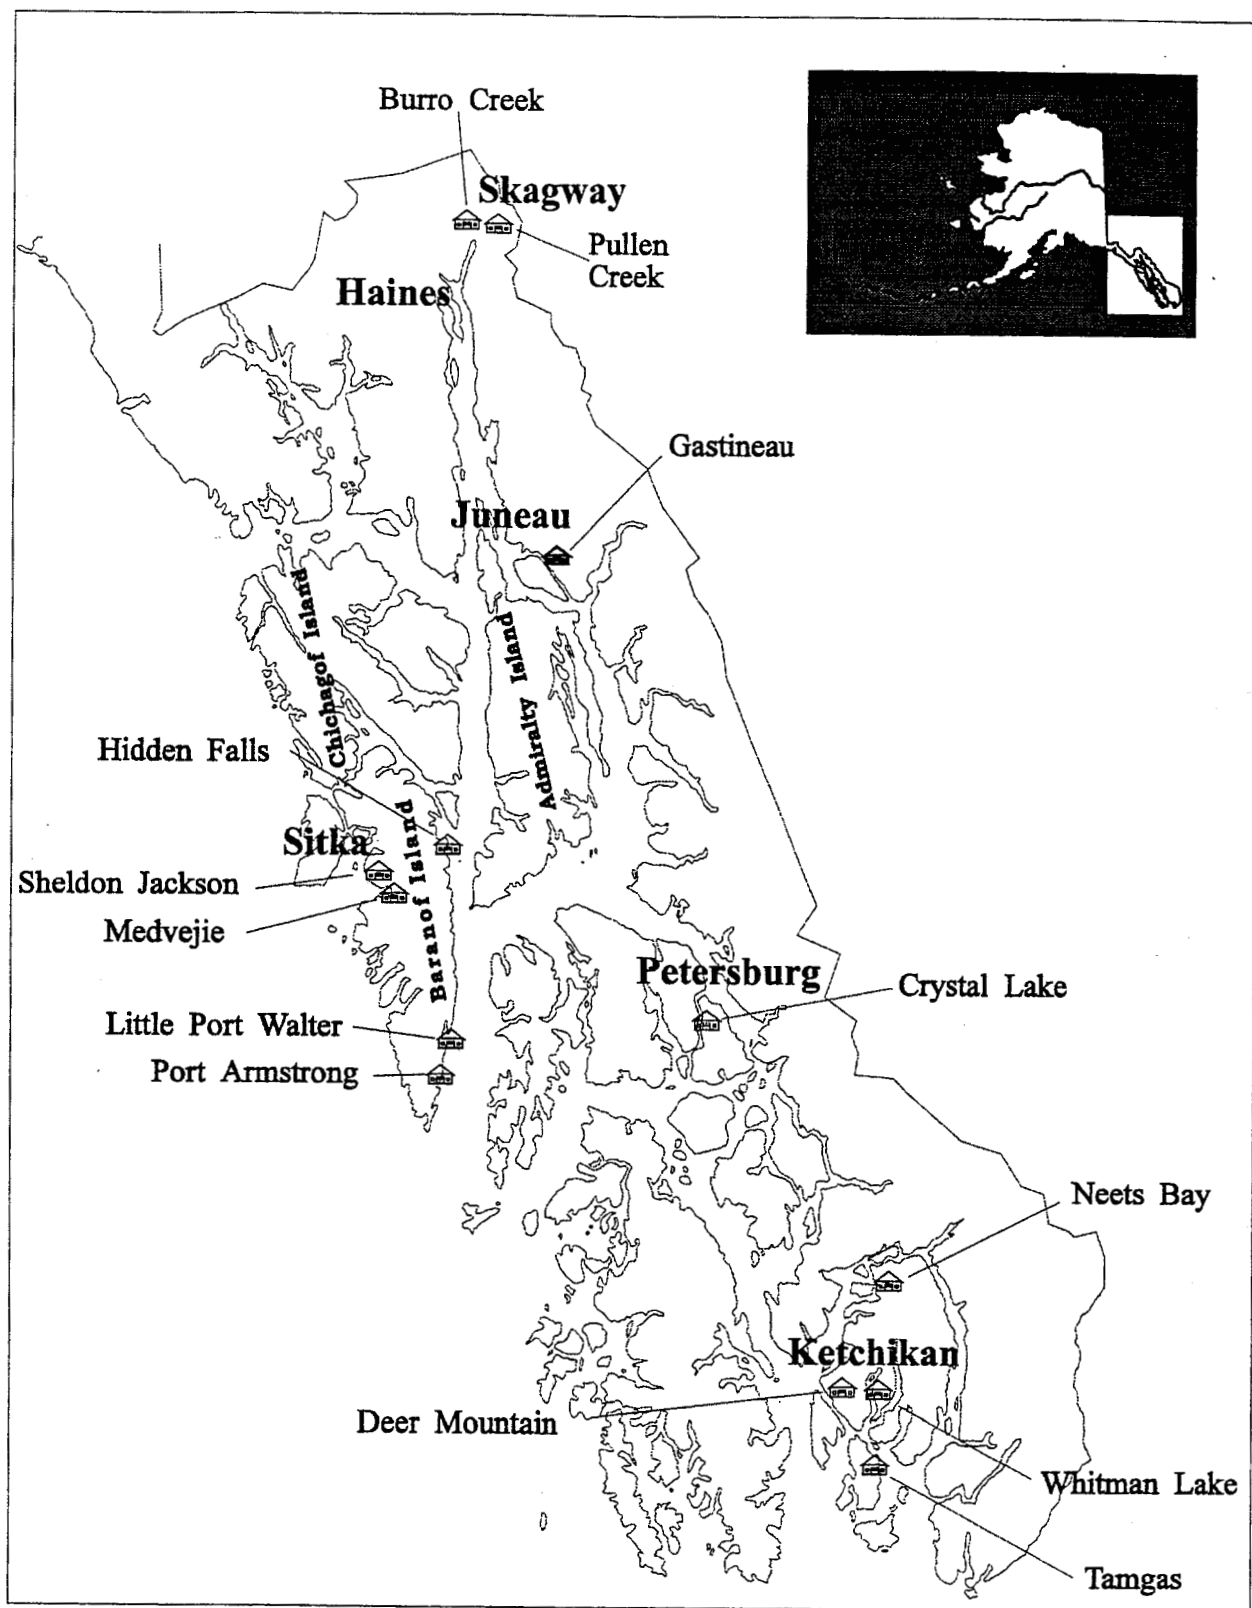 Burro Creek
Skagway
Pullen
Creek
Haines
Gastineau
Juneau
Chichagof Island
Admiralty Island
Hidden Falls
Baranof Island
Sitka
Sheldon Jackson
Medvejie
Petersburg
Crystal Lake
Little Port Walter
Port Armstrong
Neets Bay
Ketchikan
Deer Mountain
Whitman Lake
Tamgas